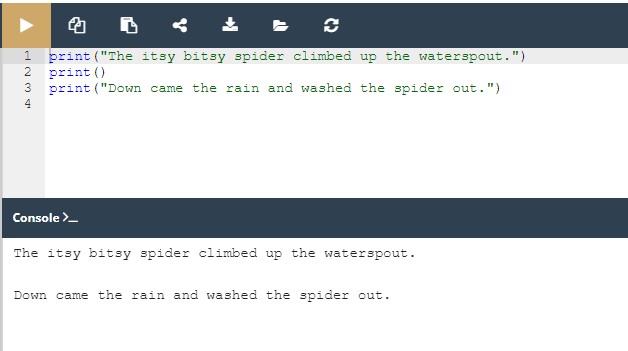 1 print("The itsy bitsy spider climbed up the waterspout.")
2 print()
3 print("Down came the rain and washed the spider out.")
4
Console >_
The itsy bitsy spider climbed up the waterspout.
Down came the rain and washed the spider out.